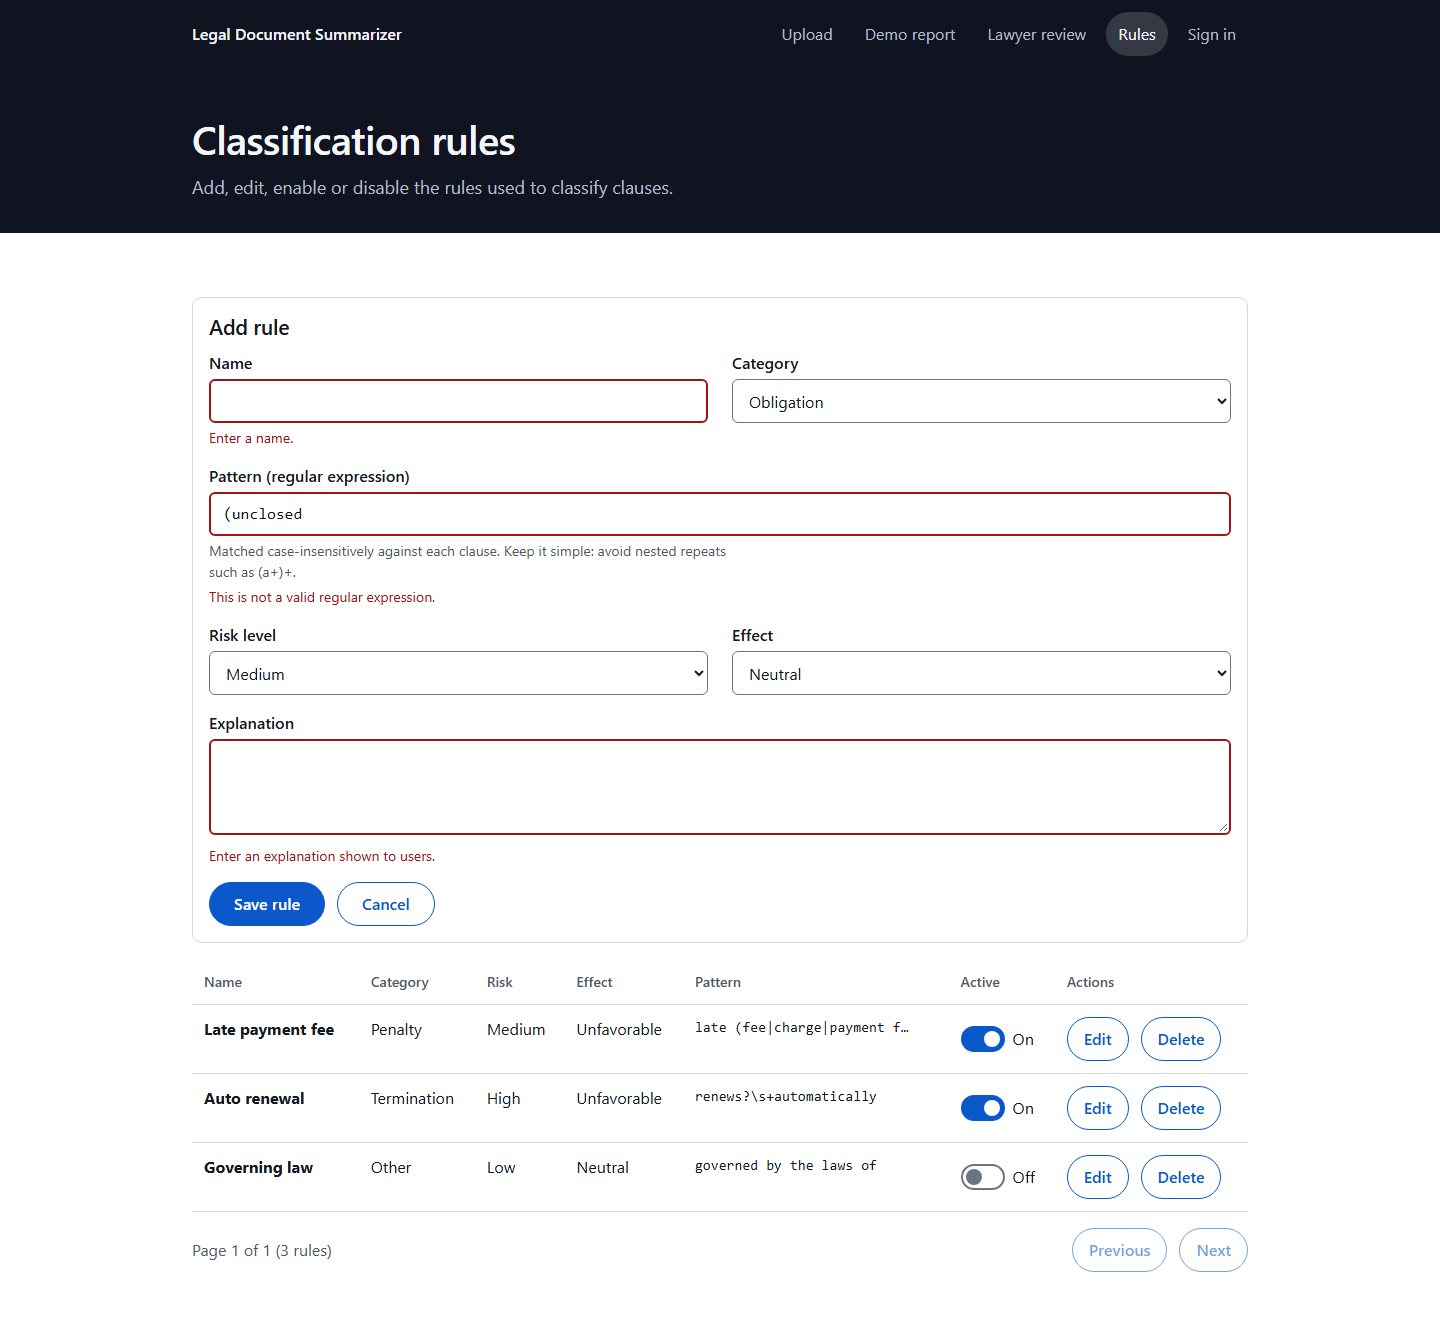 Legal Document Summarizer
Upload
Demo report
Lawyer review
Rules
Sign in
Classification rules
Add, edit, enable or disable the rules used to classify clauses.
Add rule
Name
Category
Obligation
Enter a name.
Pattern (regular expression)
(unclosed
Matched case-insensitively against each clause. Keep it simple: avoid nested repeats
such as (a+)+.
This is not a valid regular expression.
Risk level
Effect
Medium
Neutral
Explanation
Enter an explanation shown to users.
Save rule
Cancel
Name Category Risk Effect Pattern Active Actions
Late payment fee Penalty Medium Unfavorable late (fee|charge|payment f… On Edit Delete
Auto renewal Termination High Unfavorable renews?\s+automatically On Edit Delete
Governing law Other Low Neutral governed by the laws of Off Edit Delete
Page 1 of 1 (3 rules)
Previous
Next